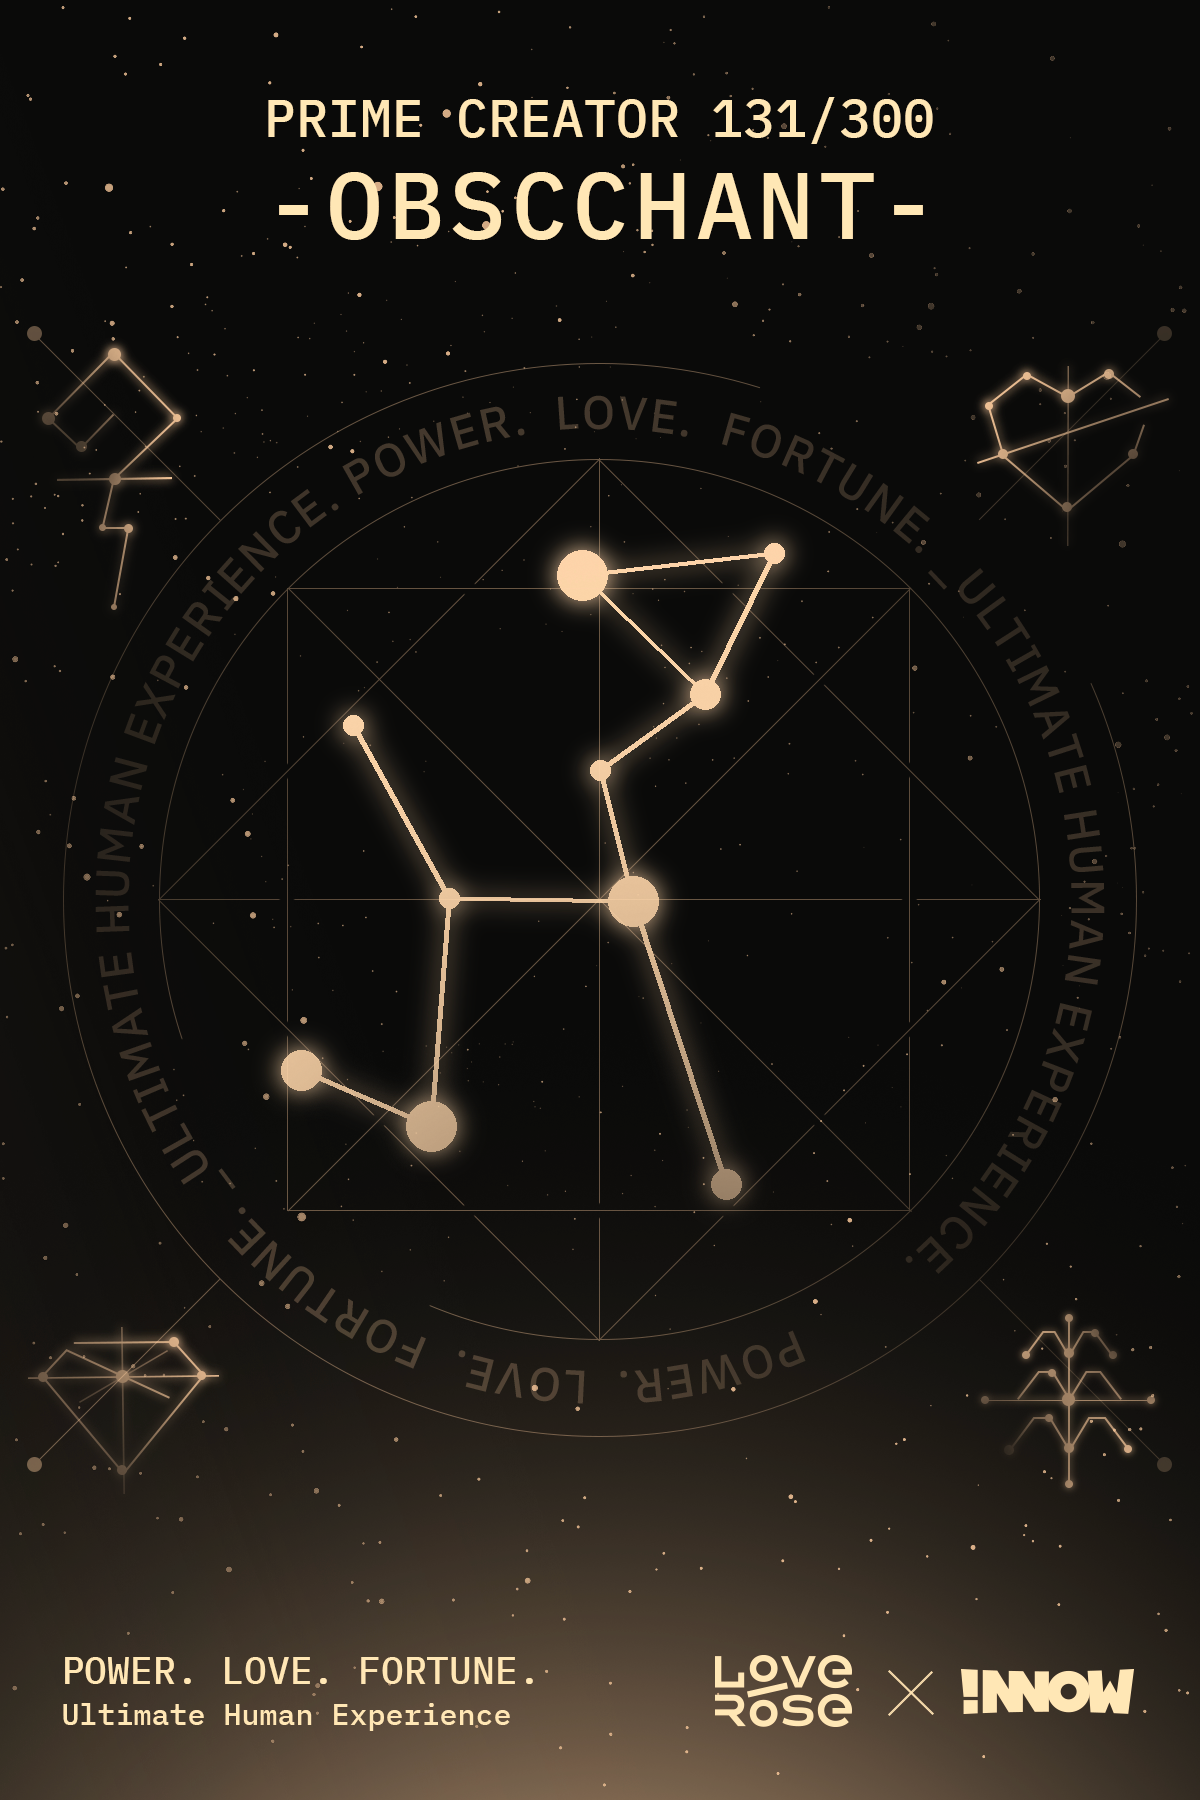 PRIME CREATOR 131/300
-OBSCCHANT-
POWER. LOVE. FORTUNE. – ULTIMATE HUMAN EXPERIENCE.
POWER. LOVE. FORTUNE. – ULTIMATE HUMAN EXPERIENCE.
POWER. LOVE. FORTUNE.
Ultimate Human Experience
LOVE
ROSE
!NNOW